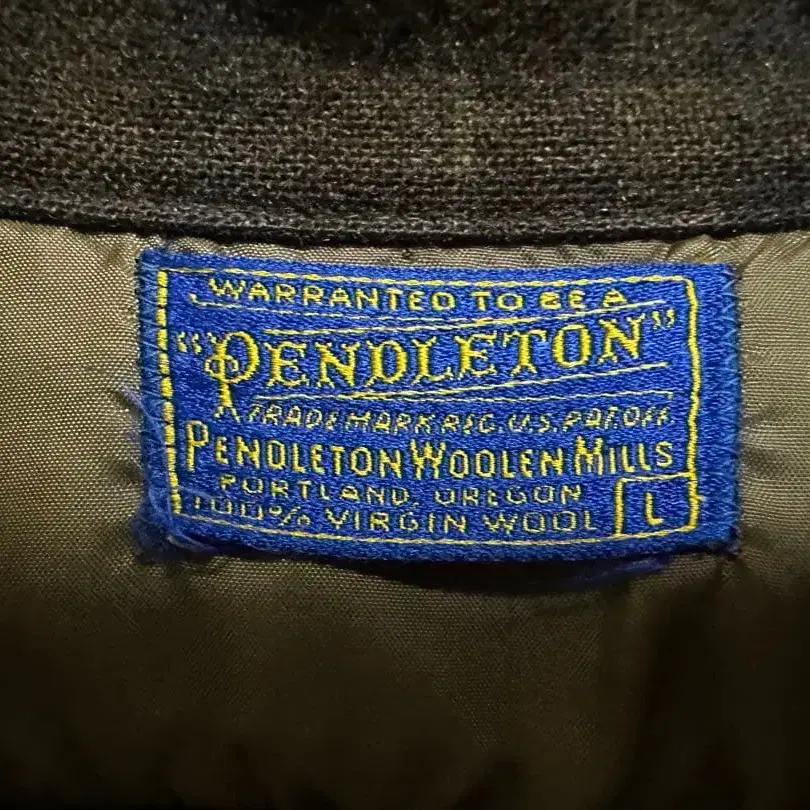 WARRANTED TO BE A
"PENDLETON"
TRADE MARK REG. U.S. PAT. OFF.
PENDLETON WOOLEN MILLS
PORTLAND, OREGON
100% VIRGIN WOOL L